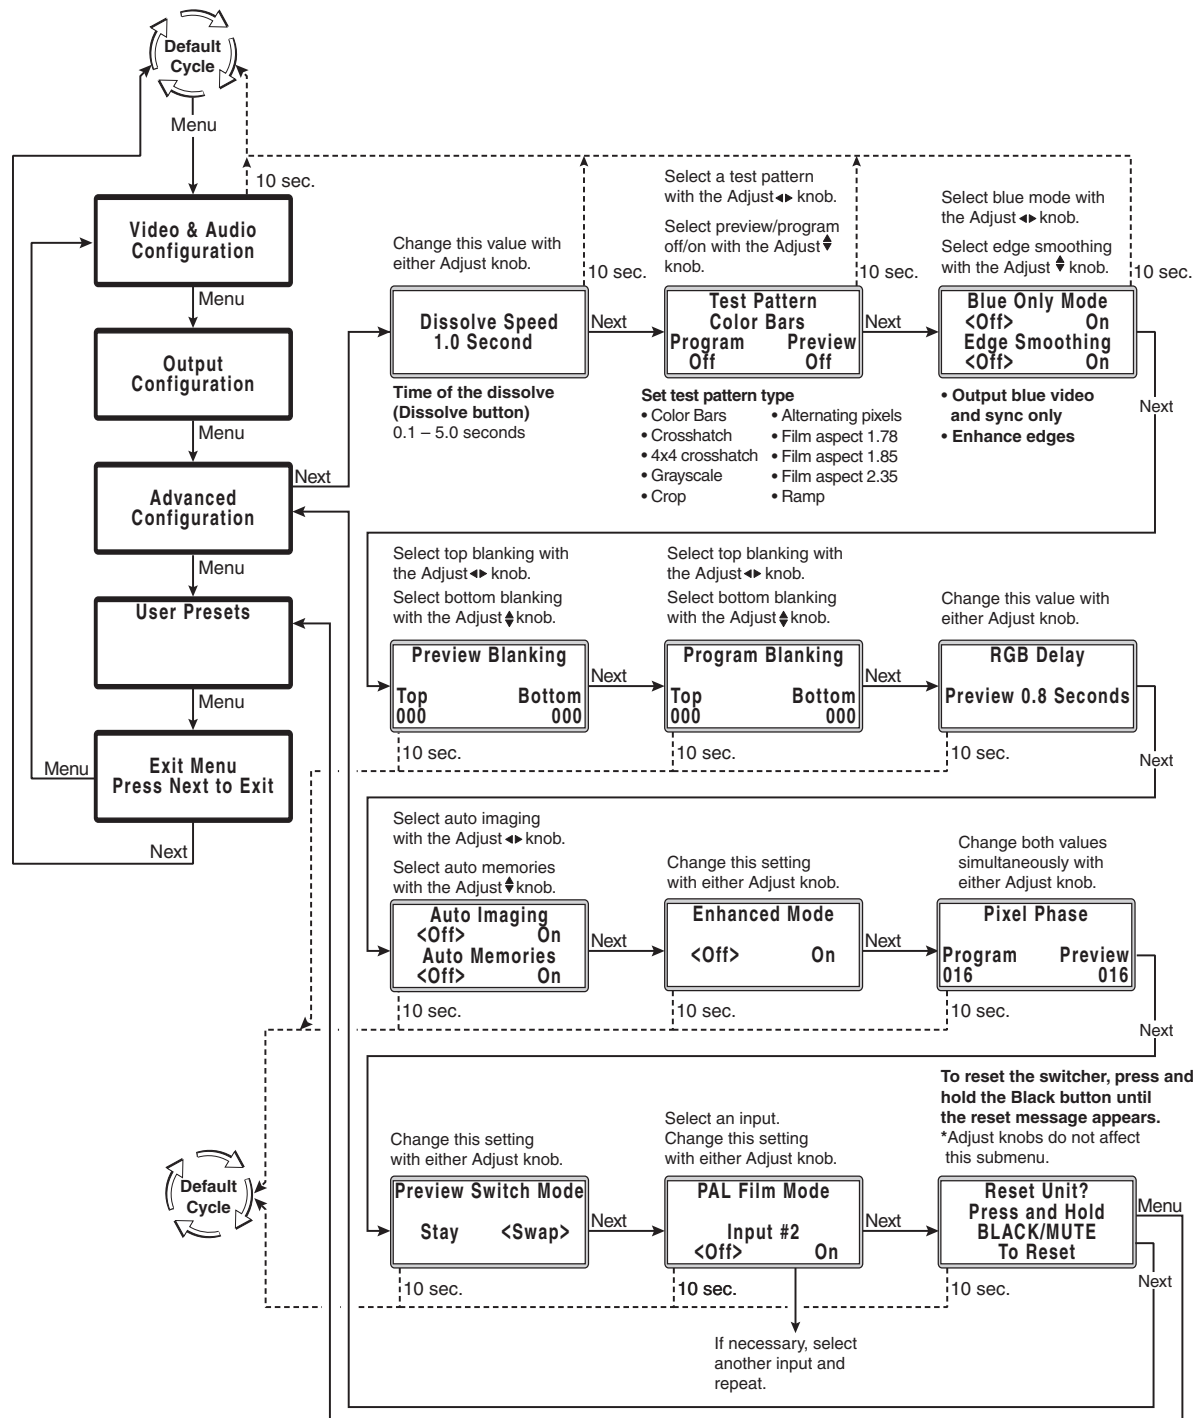 Default
Cycle
Menu
10 sec.
Video & Audio
Configuration
Menu
Output
Configuration
Menu
Advanced
Configuration
Next
Menu
User Presets
Menu
Exit Menu
Press Next to Exit
Menu
Next
Change this value with
either Adjust knob.
10 sec.
Dissolve Speed
1.0 Second
Next
Time of the dissolve
(Dissolve button)
0.1 – 5.0 seconds
Select a test pattern
with the Adjust◂▸ knob.
Select preview/program
off/on with the Adjust
knob.
10 sec.
Test Pattern
Color Bars
Program Preview
Off Off
Next
Set test pattern type
• Color Bars
• Crosshatch
• 4x4 crosshatch
• Grayscale
• Crop
• Alternating pixels
• Film aspect 1.78
• Film aspect 1.85
• Film aspect 2.35
• Ramp
Select blue mode with
the Adjust ◂▸ knob.
Select edge smoothing
with the Adjust knob.
10 sec.
Blue Only Mode
<Off> On
Edge Smoothing
<Off> On
• Output blue video
and sync only
• Enhance edges
Next
Select top blanking with
the Adjust◂▸ knob.
Select bottom blanking
with the Adjust knob.
Preview Blanking
Top Bottom
000 000
10 sec.
Next
Select top blanking with
the Adjust◂▸ knob.
Select bottom blanking
with the Adjust knob.
Program Blanking
Top Bottom
000 000
10 sec.
Next
Change this value with
either Adjust knob.
RGB Delay
Preview 0.8 Seconds
10 sec.
Next
Select auto imaging
with the Adjust ◂▸ knob.
Select auto memories
with the Adjust knob.
Auto Imaging
<Off> On
Auto Memories
<Off> On
10 sec.
Next
Change this setting
with either Adjust knob.
Enhanced Mode
<Off> On
10 sec.
Next
Change both values
simultaneously with
either Adjust knob.
Pixel Phase
Program Preview
016 016
10 sec.
Next
Default
Cycle
Change this setting
with either Adjust knob.
Preview Switch Mode
Stay <Swap>
10 sec.
Next
Select an input.
Change this setting
with either Adjust knob.
PAL Film Mode
Input #2
<Off> On
10 sec.
Next
If necessary, select
another input and
repeat.
To reset the switcher, press and
hold the Black button until
the reset message appears.
*Adjust knobs do not affect
this submenu.
Reset Unit?
Press and Hold
BLACK/MUTE
To Reset
10 sec.
Menu
Next